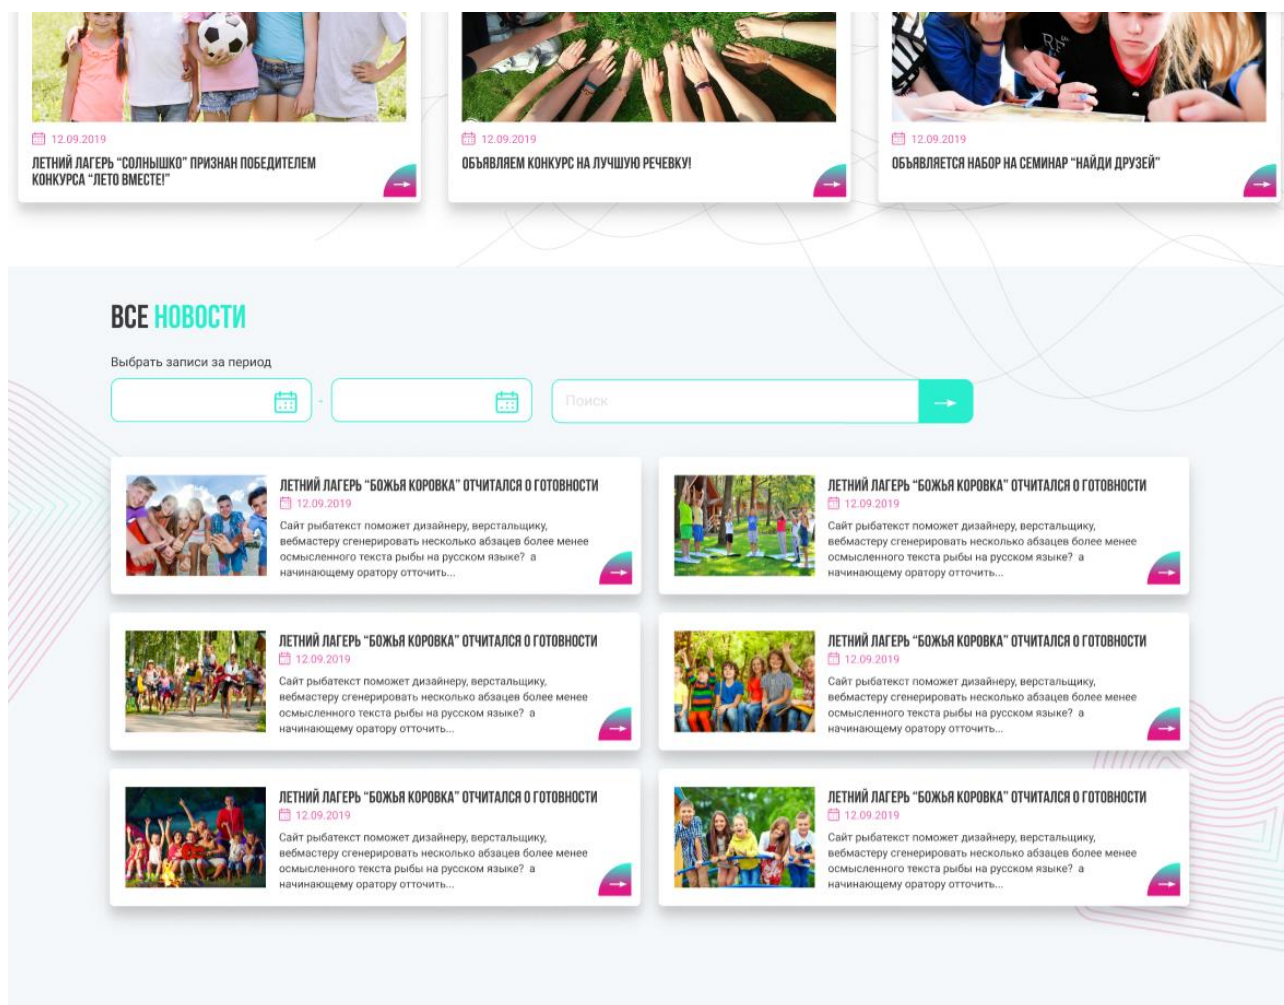 12.09.2019
ЛЕТНИЙ ЛАГЕРЬ “СОЛНЫШКО” ПРИЗНАН ПОБЕДИТЕЛЕМ
КОНКУРСА “ЛЕТО ВМЕСТЕ!”
12.09.2019
ОБЪЯВЛЯЕМ КОНКУРС НА ЛУЧШУЮ РЕЧЕВКУ!
12.09.2019
ОБЪЯВЛЯЕТСЯ НАБОР НА СЕМИНАР “НАЙДИ ДРУЗЕЙ”
ВСЕ НОВОСТИ
Выбрать записи за период
-
Поиск
ЛЕТНИЙ ЛАГЕРЬ “БОЖЬЯ КОРОВКА” ОТЧИТАЛСЯ О ГОТОВНОСТИ
12.09.2019
Сайт рыбатекст поможет дизайнеру, верстальщику,
вебмастеру сгенерировать несколько абзацев более менее
осмысленного текста рыбы на русском языке? а
начинающему оратору отточить...
ЛЕТНИЙ ЛАГЕРЬ “БОЖЬЯ КОРОВКА” ОТЧИТАЛСЯ О ГОТОВНОСТИ
12.09.2019
Сайт рыбатекст поможет дизайнеру, верстальщику,
вебмастеру сгенерировать несколько абзацев более менее
осмысленного текста рыбы на русском языке? а
начинающему оратору отточить...
ЛЕТНИЙ ЛАГЕРЬ “БОЖЬЯ КОРОВКА” ОТЧИТАЛСЯ О ГОТОВНОСТИ
12.09.2019
Сайт рыбатекст поможет дизайнеру, верстальщику,
вебмастеру сгенерировать несколько абзацев более менее
осмысленного текста рыбы на русском языке? а
начинающему оратору отточить...
ЛЕТНИЙ ЛАГЕРЬ “БОЖЬЯ КОРОВКА” ОТЧИТАЛСЯ О ГОТОВНОСТИ
12.09.2019
Сайт рыбатекст поможет дизайнеру, верстальщику,
вебмастеру сгенерировать несколько абзацев более менее
осмысленного текста рыбы на русском языке? а
начинающему оратору отточить...
ЛЕТНИЙ ЛАГЕРЬ “БОЖЬЯ КОРОВКА” ОТЧИТАЛСЯ О ГОТОВНОСТИ
12.09.2019
Сайт рыбатекст поможет дизайнеру, верстальщику,
вебмастеру сгенерировать несколько абзацев более менее
осмысленного текста рыбы на русском языке? а
начинающему оратору отточить...
ЛЕТНИЙ ЛАГЕРЬ “БОЖЬЯ КОРОВКА” ОТЧИТАЛСЯ О ГОТОВНОСТИ
12.09.2019
Сайт рыбатекст поможет дизайнеру, верстальщику,
вебмастеру сгенерировать несколько абзацев более менее
осмысленного текста рыбы на русском языке? а
начинающему оратору отточить...